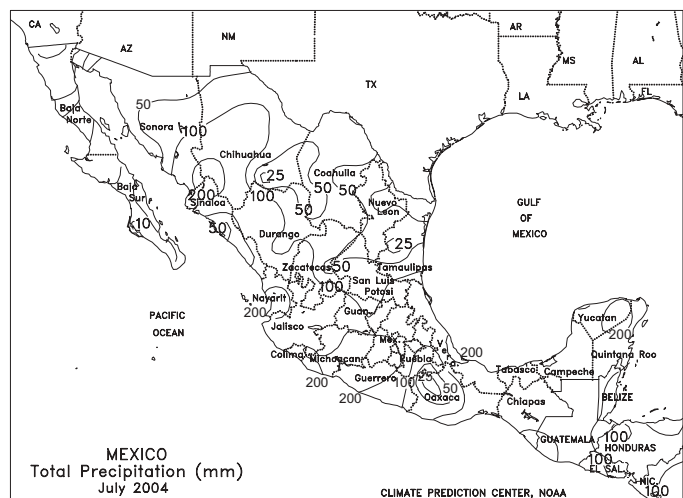 CA
AZ
NM
AR
TX
MS
AL
LA
FL
Baja
Norte
50
Sonora
100
Chihuahua
25
Coahuila
200
100
50
50
Baja
Sur
Sinaloa
50
Nuevo
Leon
GULF
OF
MEXICO
<10
50
Durango
25
Zacatecas
50
Tamaulipas
100
San Luis
Potosi
Nayarit
200
Guan.
PACIFIC
OCEAN
Yucatan
200
Jalisco
Mex.
Ver.
200
Quintana Roo
Colima
Michoacan
Puebla
Tabasco
Campeche
200
Guerrero
100
25
50
BELIZE
200
Oaxaca
Chiapas
GUATEMALA
100
HONDURAS
100
EL SAL.
NIC.
100
MEXICO
Total Precipitation (mm)
July 2004
CLIMATE PREDICTION CENTER, NOAA